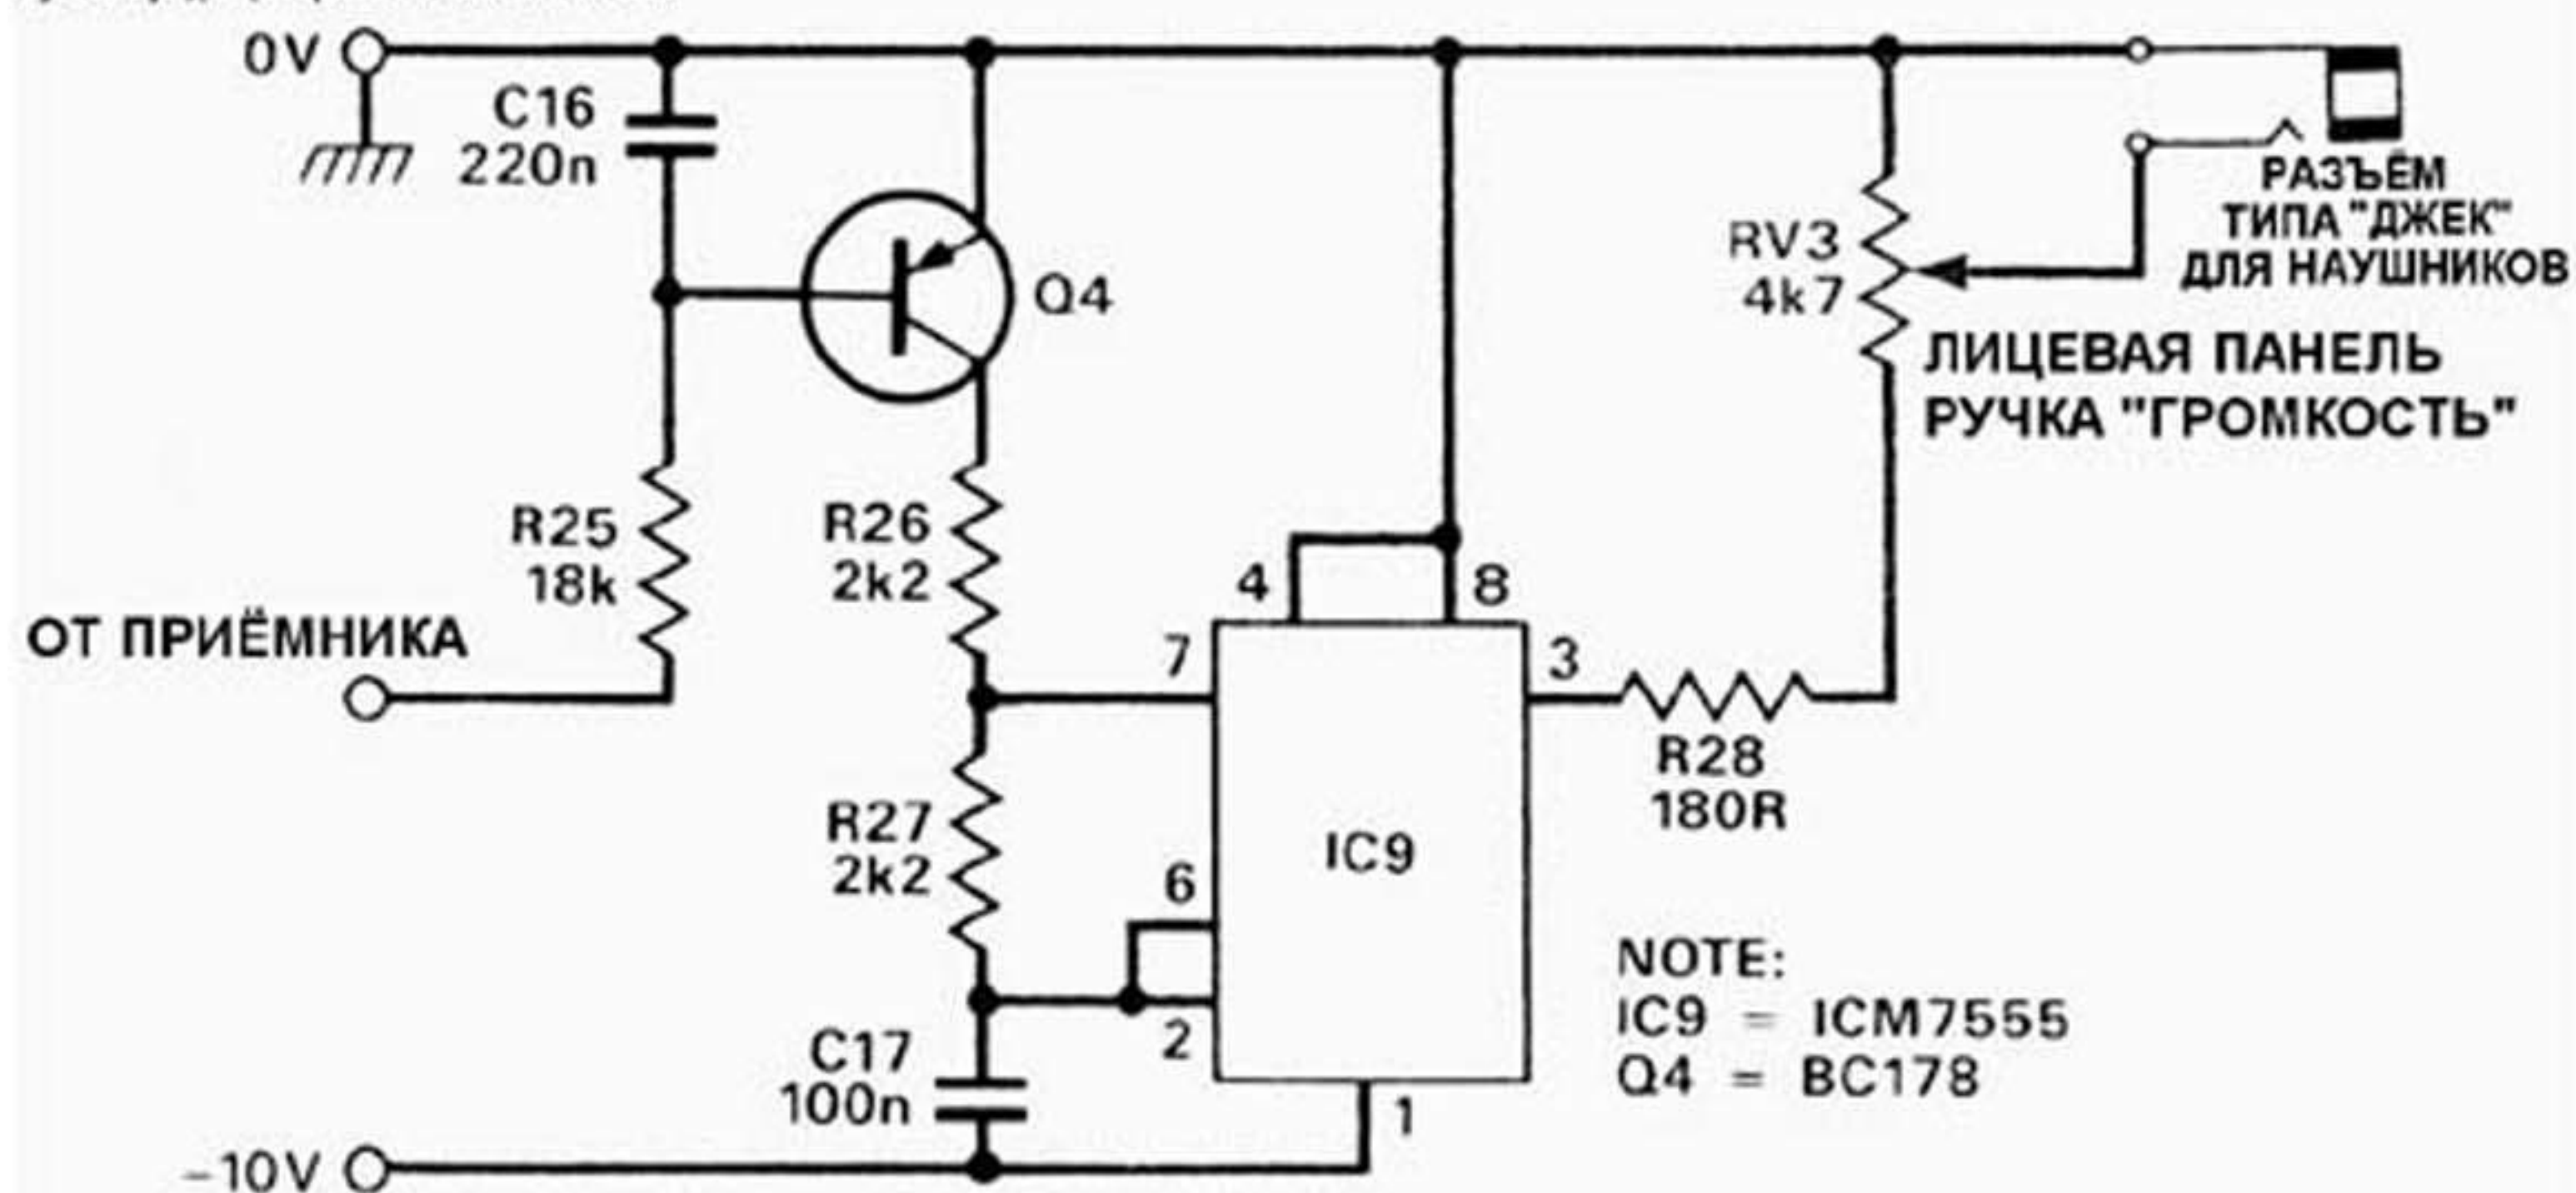 0V
C16
220n
Q4
RV3
4k7
РАЗЪЁМ
ТИПА "ДЖЕК"
ДЛЯ НАУШНИКОВ
ЛИЦЕВАЯ ПАНЕЛЬ
РУЧКА "ГРОМКОСТЬ"
R25
18k
R26
2k2
ОТ ПРИЁМНИКА
4
8
7
3
R28
180R
R27
2k2
6
IC9
2
C17
100n
1
NOTE:
IC9 = ICM7555
Q4 = BC178
-10V